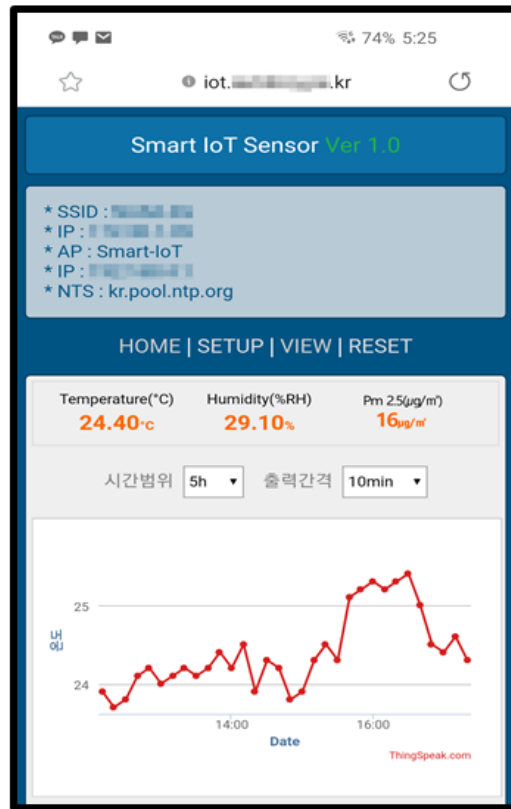 74% 5:25
iot. .kr
Smart IoT Sensor Ver 1.0
* SSID :
* IP :
* AP : Smart-IoT
* IP :
* NTS : kr.pool.ntp.org
HOME | SETUP | VIEW | RESET
Temperature(°C) Humidity(%RH) Pm 2.5(μg/㎥)
24.40°C 29.10% 16μg/㎥
시간범위 5h 출력간격 10min
25
온도
24
14:00 16:00
Date
ThingSpeak.com